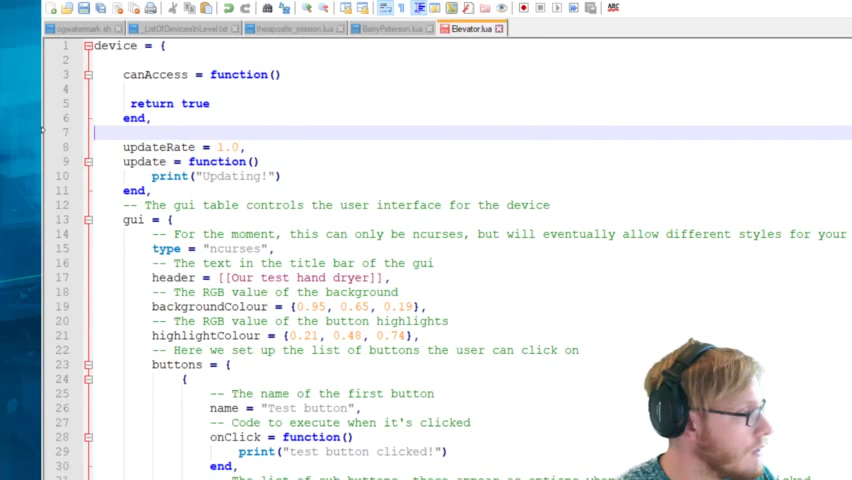 ogwatermark.sh
_ListOfDevicesInLevel.txt
theaposite_mission.lua
BarryPeterson.lua
Elevator.lua
ABC
1 device = {
2
3 canAccess = function()
4
5 return true
6 end,
7
8 updateRate = 1.0,
9 update = function()
10 print("Updating!")
11 end,
12 -- The gui table controls the user interface for the device
13 gui = {
14 -- For the moment, this can only be ncurses, but will eventually allow different styles for your
15 type = "ncurses",
16 -- The text in the title bar of the gui
17 header = [[Our test hand dryer]],
18 -- The RGB value of the background
19 backgroundColour = {0.95, 0.65, 0.19},
20 -- The RGB value of the button highlights
21 highlightColour = {0.21, 0.48, 0.74},
22 -- Here we set up the list of buttons the user can click on
23 buttons = {
24 {
25 -- The name of the first button
26 name = "Test button",
27 -- Code to execute when it's clicked
28 onClick = function()
29 print("test button clicked!")
30 end,